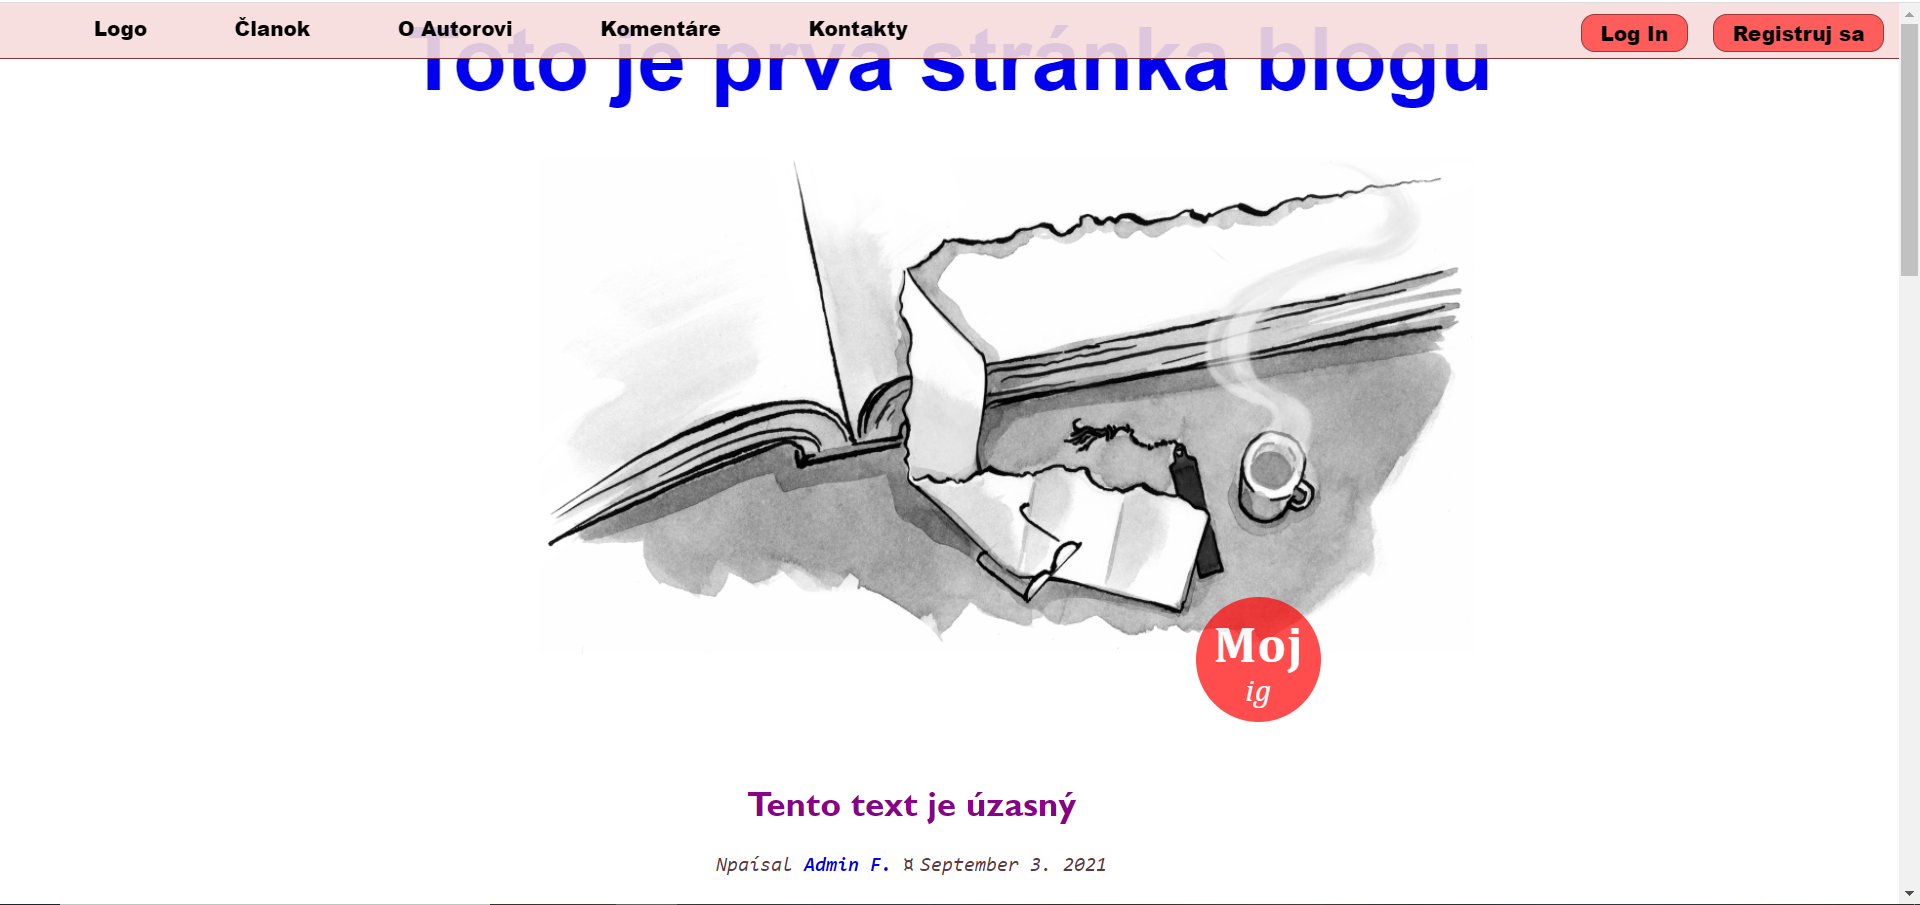 Logo Članok O Autorovi Komentáre Kontakty Log In Registruj sa
Toto je prvá stránka blogu
Moj
ig
Tento text je úzasný
Npaísal Admin F. ¤ September 3. 2021